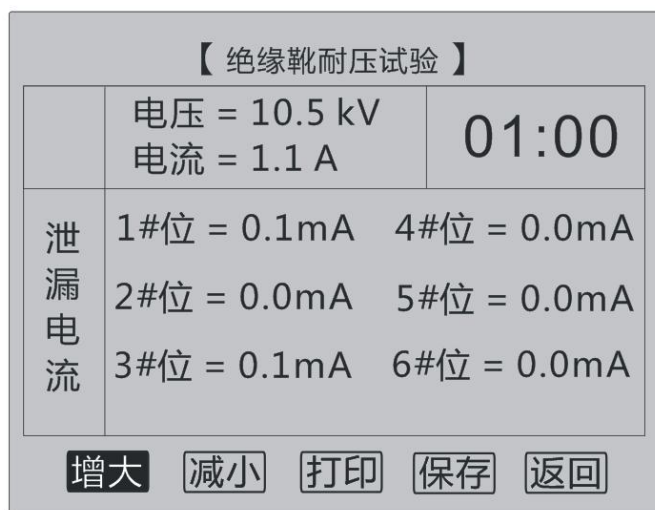 【 绝缘靴耐压试验 】
电压 = 10.5 kV
电流 = 1.1 A
01:00
泄漏电流
1#位 = 0.1mA 4#位 = 0.0mA
2#位 = 0.0mA 5#位 = 0.0mA
3#位 = 0.1mA 6#位 = 0.0mA
增大 减小 打印 保存 返回